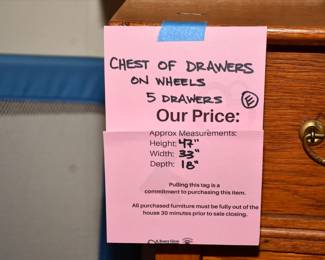 CHEST OF DRAWERS
ON WHEELS
5 DRAWERS E
Our Price:
Approx Measurements:
Height: 47"
Width: 33"
Depth: 18"
Pulling this tag is a
commitment to purchasing this item.
All purchased furniture must be fully out of the
house 30 minutes prior to sale closing.